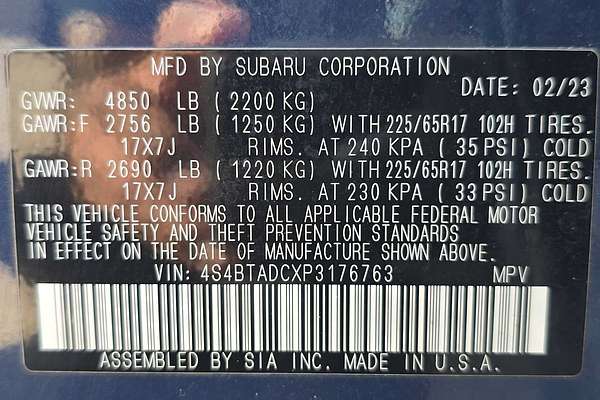 MFD BY SUBARU CORPORATION
DATE: 02/23
GVWR: 4850 LB (2200 KG)
GAWR:F 2756 LB (1250 KG) WITH 225/65R17 102H TIRES.
17X7J RIMS. AT 240 KPA (35 PSI) COLD
GAWR:R 2690 LB (1220 KG) WITH 225/65R17 102H TIRES.
17X7J RIMS. AT 230 KPA (33 PSI) COLD
THIS VEHICLE CONFORMS TO ALL APPLICABLE FEDERAL MOTOR
VEHICLE SAFETY AND THEFT PREVENTION STANDARDS
IN EFFECT ON THE DATE OF MANUFACTURE SHOWN ABOVE.
VIN: 4S4BTADCXP3176763 MPV
ASSEMBLED BY SIA INC. MADE IN U.S.A.